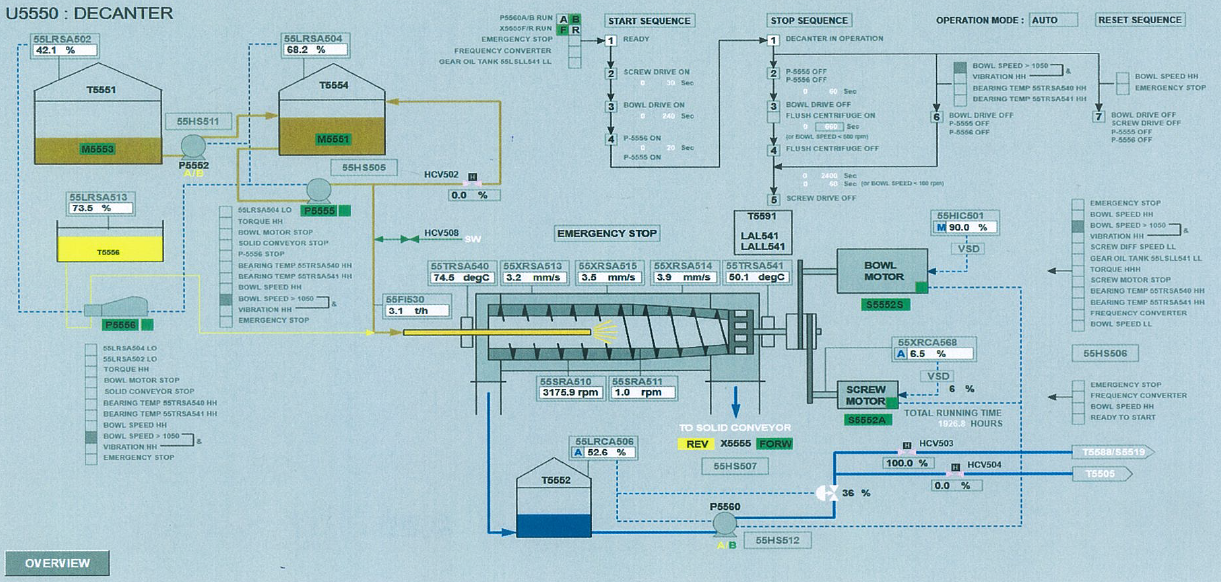 U5550 : DECANTER
P5560A/B RUN A B
X5555F/R RUN F R
EMERGENCY STOP
FREQUENCY CONVERTER
GEAR OIL TANK 55LSLL541 LL
START SEQUENCE
1 READY
2 SCREW DRIVE ON
0 30 Sec
3 BOWL DRIVE ON
0 240 Sec
4 P-5556 ON
0 20 Sec
P-5555 ON
STOP SEQUENCE
1 DECANTER IN OPERATION
2 P-5555 OFF
P-5556 OFF
0 60 Sec
3 BOWL DRIVE OFF
FLUSH CENTRIFUGE ON
0 600 Sec
(or BOWL SPEED < 500 rpm)
4 FLUSH CENTRIFUGE OFF
0 2400 Sec
0 60 Sec (or BOWL SPEED < 100 rpm)
5 SCREW DRIVE OFF
OPERATION MODE : AUTO
RESET SEQUENCE
BOWL SPEED > 1050
VIBRATION HH &
BEARING TEMP 55TRSA540 HH
BEARING TEMP 55TRSA541 HH
6 BOWL DRIVE OFF
P-5555 OFF
P-5556 OFF
BOWL SPEED HH
EMERGENCY STOP
7 BOWL DRIVE OFF
SCREW DRIVE OFF
P-5555 OFF
P-5556 OFF
55LRSA502
42.1 %
T5551
M5553
55HS511
P5552
A/B
55LRSA504
68.2 %
T5554
M5551
55HS505
P5555
HCV502
H
0.0 %
55LRSA513
73.5 %
T5556
P5556
55LRSA504 LO
TORQUE HH
BOWL MOTOR STOP
SOLID CONVEYOR STOP
P-5556 STOP
BEARING TEMP 55TRSA540 HH
BEARING TEMP 55TRSA541 HH
BOWL SPEED HH
BOWL SPEED > 1050
VIBRATION HH &
EMERGENCY STOP
HCV508 SW
EMERGENCY STOP
T5591
LAL541
LALL541
55FI530
3.1 t/h
55TRSA540
74.5 degC
55XRSA513
3.2 mm/s
55XRSA515
3.5 mm/s
55XRSA514
3.9 mm/s
55TRSA541
50.1 degC
55SRA510
3175.9 rpm
55SRA511
1.0 rpm
55HIC501
M 90.0 %
VSD
BOWL
MOTOR
S5552S
55XRCA568
A 6.5 %
VSD
6 %
SCREW
MOTOR
S5552A
TOTAL RUNNING TIME
1926.8 HOURS
EMERGENCY STOP
BOWL SPEED HH
BOWL SPEED > 1050
VIBRATION HH &
SCREW DIFF SPEED LL
GEAR OIL TANK 55LSLL541 LL
TORQUE HHH
SCREW MOTOR STOP
BEARING TEMP 55TRSA540 HH
BEARING TEMP 55TRSA541 HH
FREQUENCY CONVERTER
BOWL SPEED LL
55HS506
EMERGENCY STOP
FREQUENCY CONVERTER
BOWL SPEED HH
READY TO START
55LRSA504 LO
55LRSA502 LO
TORQUE HH
BOWL MOTOR STOP
SOLID CONVEYOR STOP
BEARING TEMP 55TRSA540 HH
BEARING TEMP 55TRSA541 HH
BOWL SPEED HH
BOWL SPEED > 1050
VIBRATION HH &
EMERGENCY STOP
TO SOLID CONVEYOR
REV X5555 FORW
55HS507
55LRCA506
A 52.6 %
T5552
P5560
A/B
55HS512
36 %
H HCV503
100.0 %
H HCV504
0.0 %
T5588/S5519
T5505
OVERVIEW